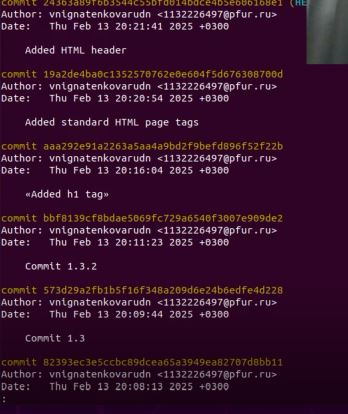 commit 24363a89f6b3544c55bfd014bdce4b5e606168e1 (HE
Author: vnignatenkovarudn <1132226497@pfur.ru>
Date: Thu Feb 13 20:21:41 2025 +0300
Added HTML header
commit 19a2de4ba0c1352570762e0e604f5d676308700d
Author: vnignatenkovarudn <1132226497@pfur.ru>
Date: Thu Feb 13 20:20:54 2025 +0300
Added standard HTML page tags
commit aaa292e91a2263a5aa4a9bd2f9befd896f52f22b
Author: vnignatenkovarudn <1132226497@pfur.ru>
Date: Thu Feb 13 20:16:04 2025 +0300
«Added h1 tag»
commit bbf8139cf8bdae5069fc729a6540f3007e909de2
Author: vnignatenkovarudn <1132226497@pfur.ru>
Date: Thu Feb 13 20:11:23 2025 +0300
Commit 1.3.2
commit 573d29a2fb1b5f16f348a209d6e24b6edfe4d228
Author: vnignatenkovarudn <1132226497@pfur.ru>
Date: Thu Feb 13 20:09:44 2025 +0300
Commit 1.3
commit 82393ec3e5ccbc89dcea65a3949ea82707d8bb11
Author: vnignatenkovarudn <1132226497@pfur.ru>
Date: Thu Feb 13 20:08:13 2025 +0300
: